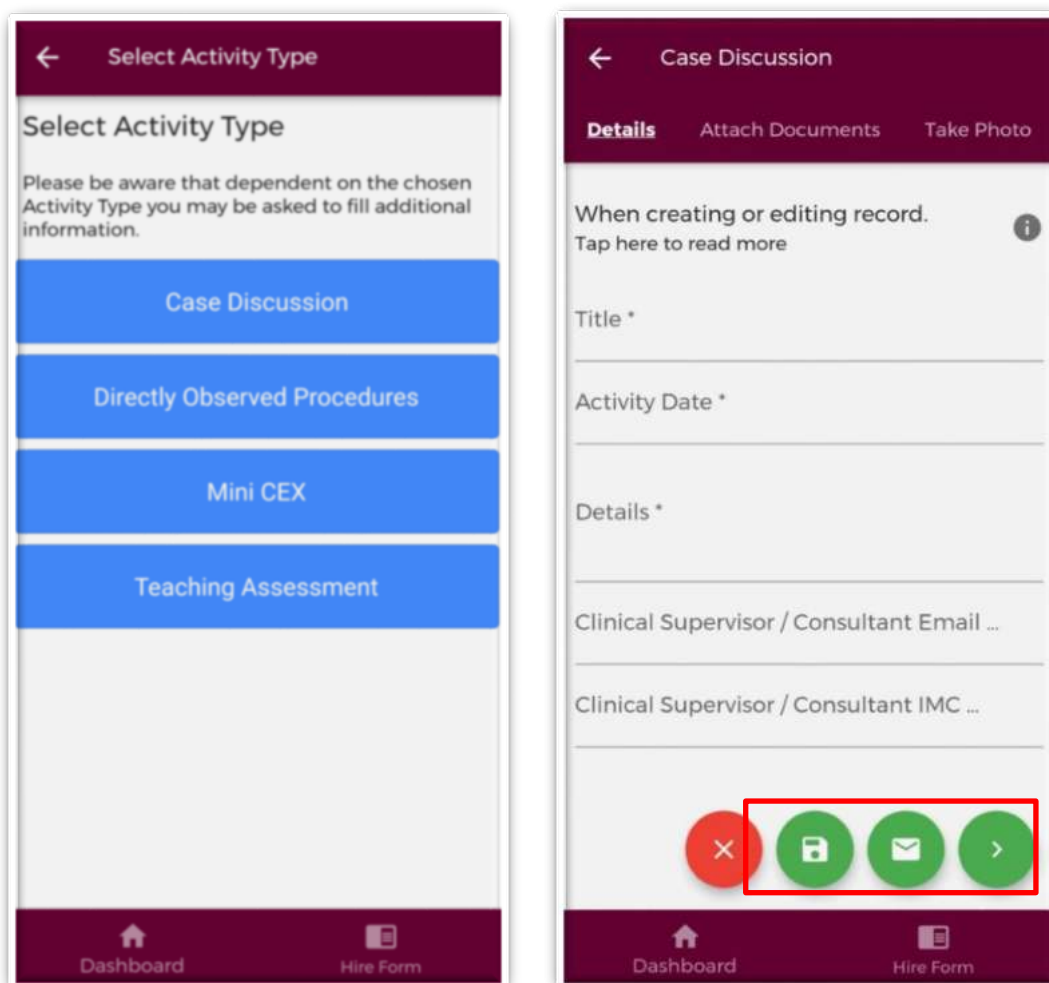 Select Activity Type
Select Activity Type
Please be aware that dependent on the chosen
Activity Type you may be asked to fill additional
information.
Case Discussion
Directly Observed Procedures
Mini CEX
Teaching Assessment
Dashboard
Hire Form
Case Discussion
Details
Attach Documents
Take Photo
When creating or editing record.
Tap here to read more
Title *
Activity Date *
Details *
Clinical Supervisor / Consultant Email ...
Clinical Supervisor / Consultant IMC ...
Dashboard
Hire Form